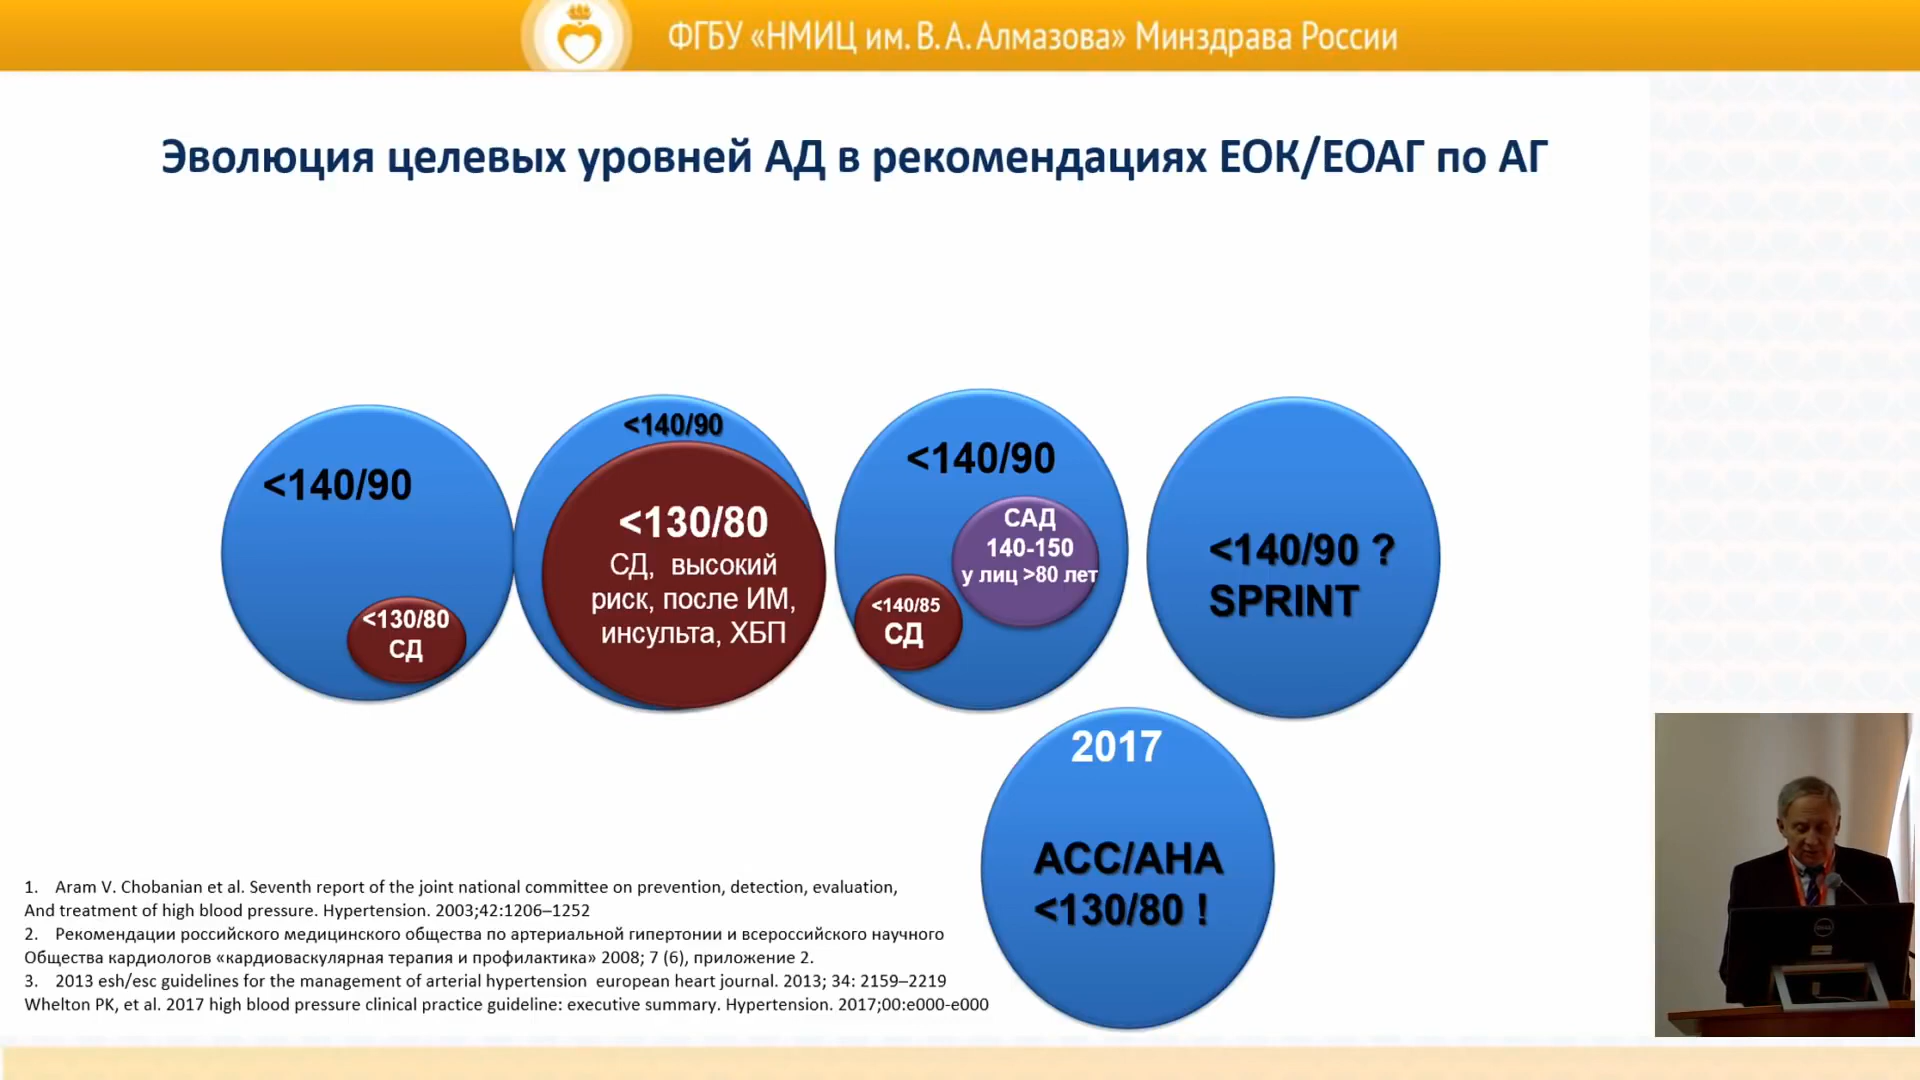 ФГБУ «НМИЦ им. В. А. Алмазова» Минздрава России
Эволюция целевых уровней АД в рекомендациях ЕОК/ЕОАГ по АГ
<140/90
<130/80
СД
<140/90
<130/80
СД, высокий
риск, после ИМ,
инсульта, ХБП
<140/90
САД
140-150
у лиц >80 лет
<140/85
СД
<140/90 ?
SPRINT
2017
ACC/AHA
<130/80 !
1. Aram V. Chobanian et al. Seventh report of the joint national committee on prevention, detection, evaluation,
And treatment of high blood pressure. Hypertension. 2003;42:1206–1252
2. Рекомендации российского медицинского общества по артериальной гипертонии и всероссийского научного
Общества кардиологов «кардиоваскулярная терапия и профилактика» 2008; 7 (6), приложение 2.
3. 2013 esh/esc guidelines for the management of arterial hypertension european heart journal. 2013; 34: 2159–2219
Whelton PK, et al. 2017 high blood pressure clinical practice guideline: executive summary. Hypertension. 2017;00:e000-e000